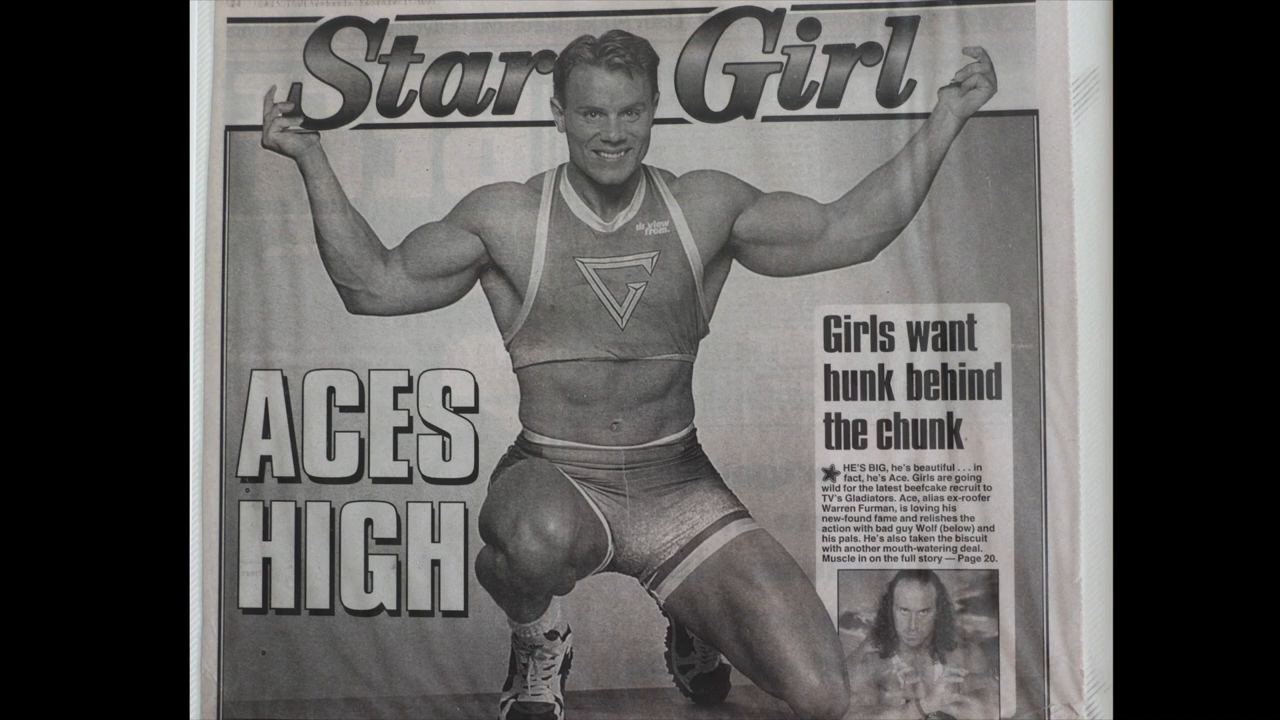 Star Girl
ACES
HIGH
Girls want
hunk behind
the chunk
HE'S BIG, he's beautiful . . . in
fact, he's Ace. Girls are going
wild for the latest beefcake recruit to
TV's Gladiators. Ace, alias ex-roofer
Warren Furman, is loving his
new-found fame and relishes the
action with bad guy Wolf (below) and
his pals. He's also taken the biscuit
with another mouth-watering deal.
Muscle in on the full story — Page 20.